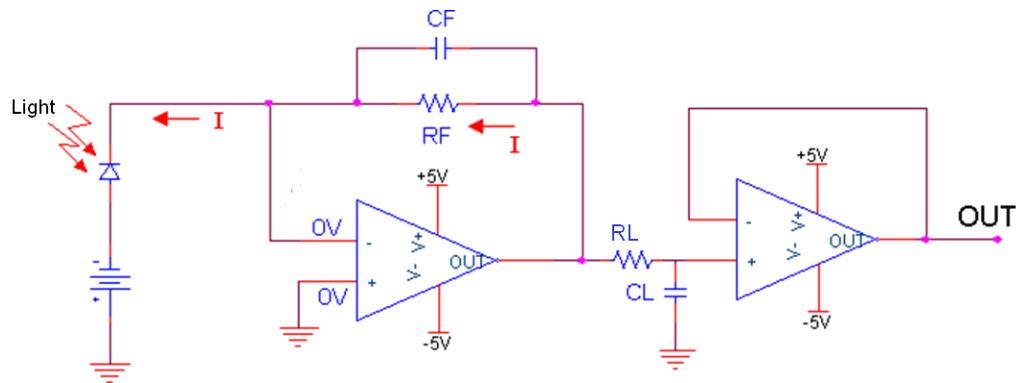 CF
Light
I
RF
I
+5V
+5V
0V
-
V+
V-
OUT
+
0V
-5V
RL
CL
-
V+
V-
OUT
+
-5V
OUT
-
+